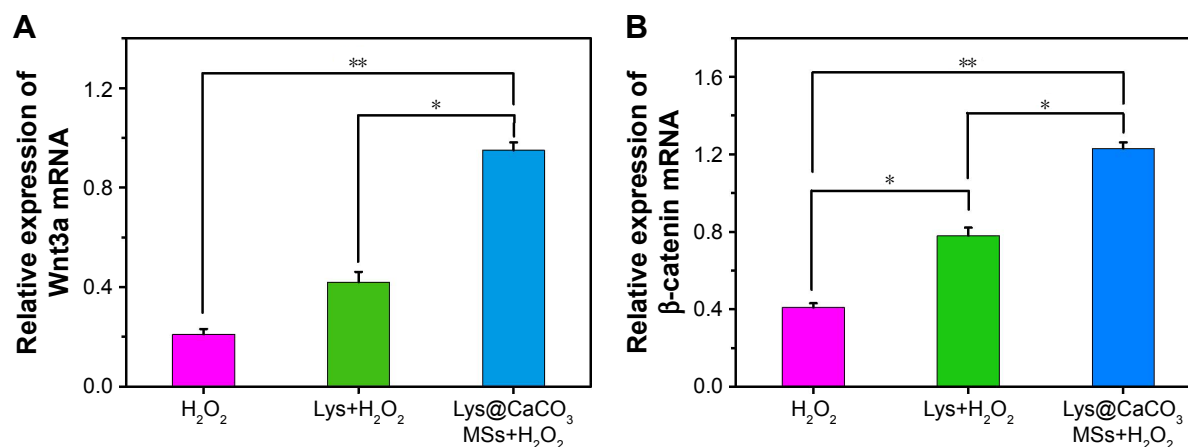 A
Relative expression of
Wnt3a mRNA
1.2
0.8
0.4
0.0
**
*
H₂O₂
Lys+H₂O₂
Lys@CaCO₃
MSs+H₂O₂
B
Relative expression of
β-catenin mRNA
1.6
1.2
0.8
0.4
0.0
**
*
*
H₂O₂
Lys+H₂O₂
Lys@CaCO₃
MSs+H₂O₂